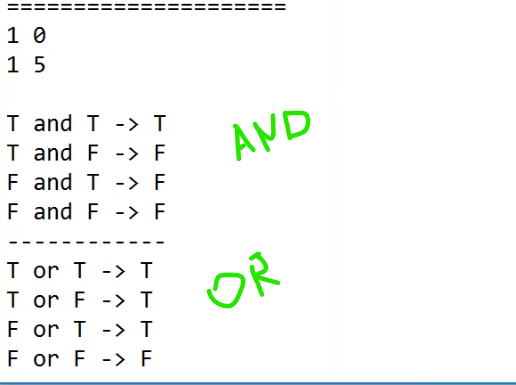 =====================
1 0
1 5
T and T -> T
T and F -> F
AND
F and T -> F
F and F -> F
------------
T or T -> T
T or F -> T
OR
F or T -> T
F or F -> F